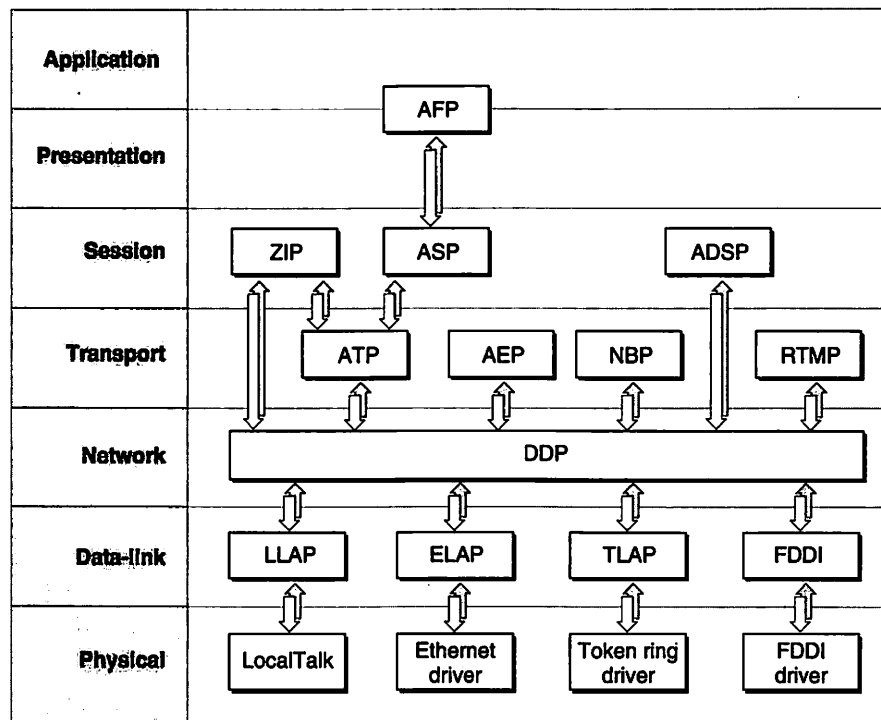 Application
AFP
Presentation
Session
ZIP
ASP
ADSP
Transport
ATP
AEP
NBP
RTMP
Network
DDP
Data-link
LLAP
ELAP
TLAP
FDDI
Physical
LocalTalk
Ethernet
driver
Token ring
driver
FDDI
driver